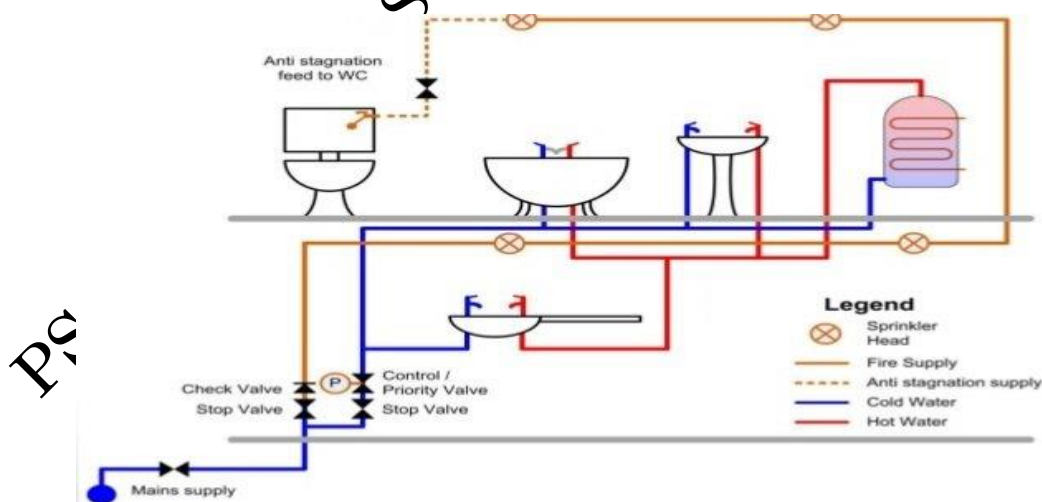 PS
S
Anti stagnation
feed to WC
Control /
Priority Valve
P
Check Valve
Stop Valve
Stop Valve
Mains supply
Legend
Sprinkler
Head
Fire Supply
Anti stagnation supply
Cold Water
Hot Water